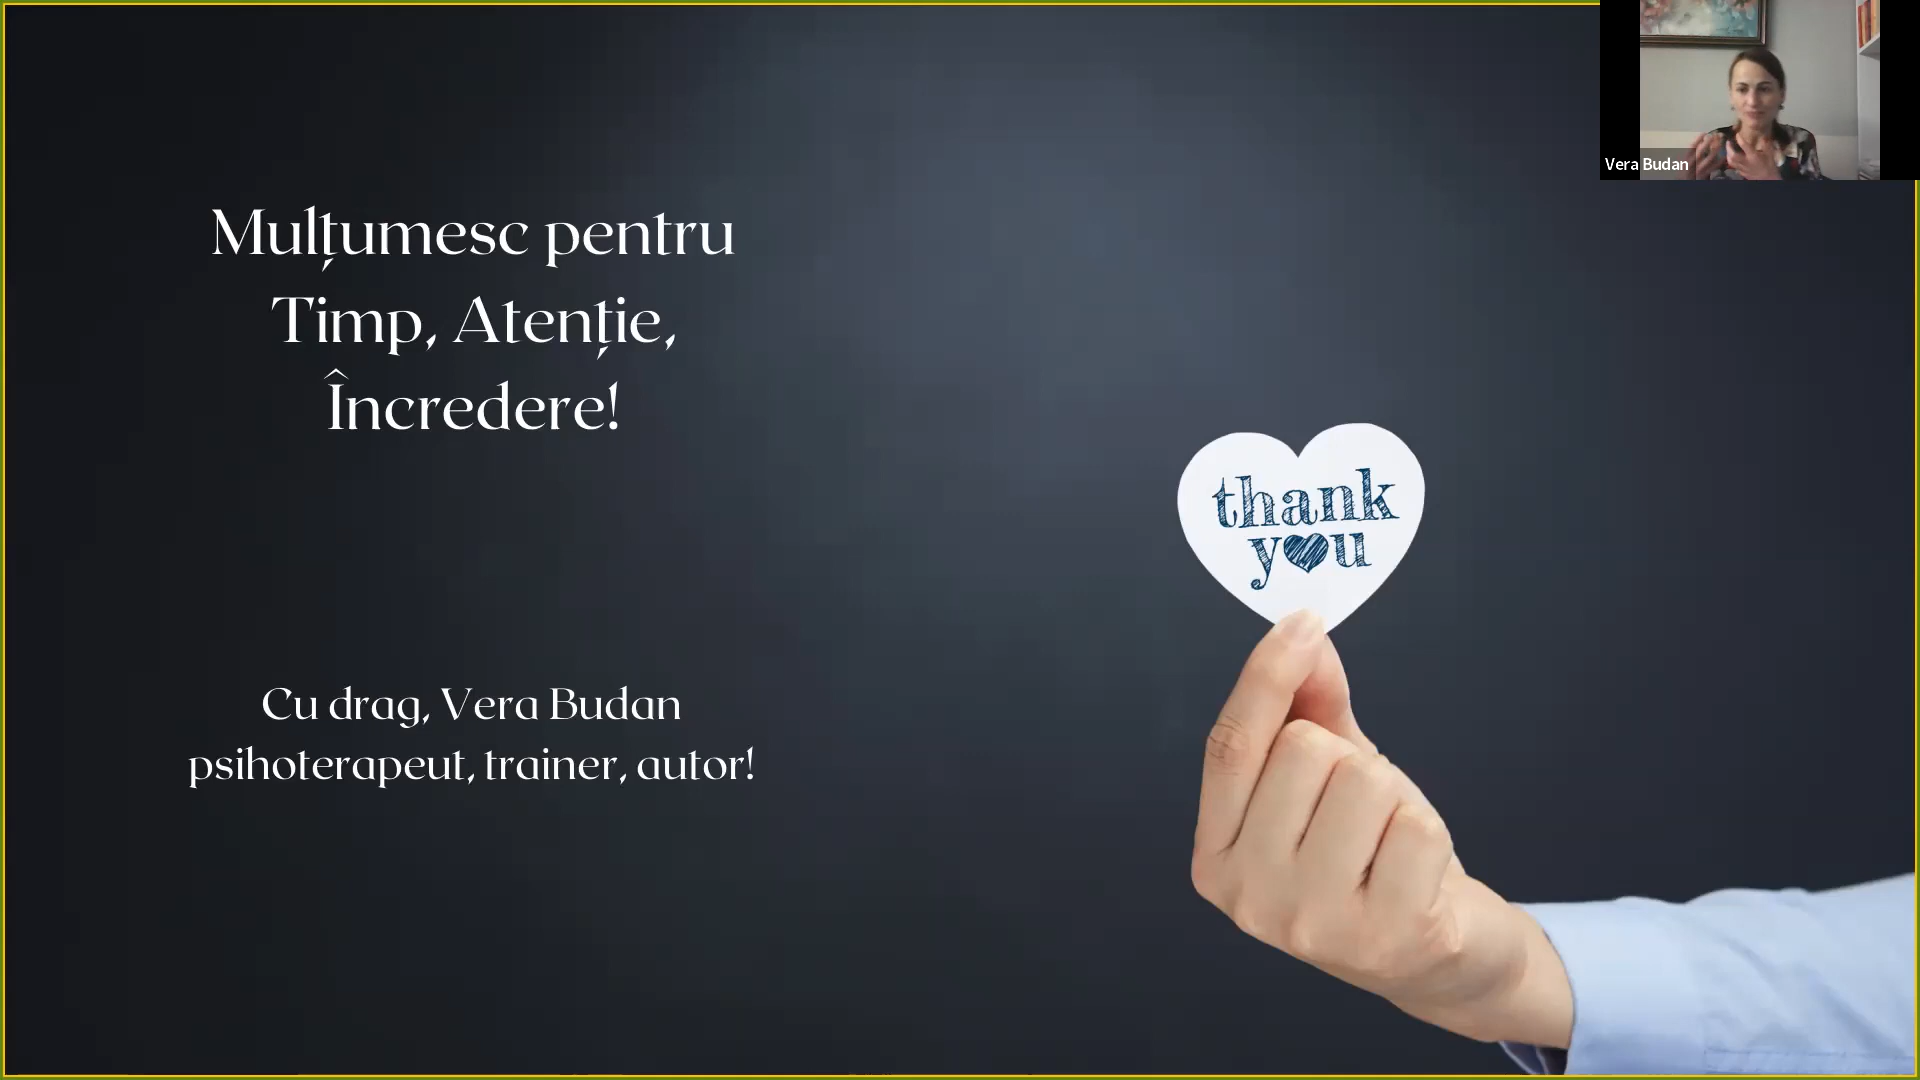 Mulțumesc pentru
Timp, Atenție,
Încredere!
Cu drag, Vera Budan
psihoterapeut, trainer, autor!
thank
you
Vera Budan